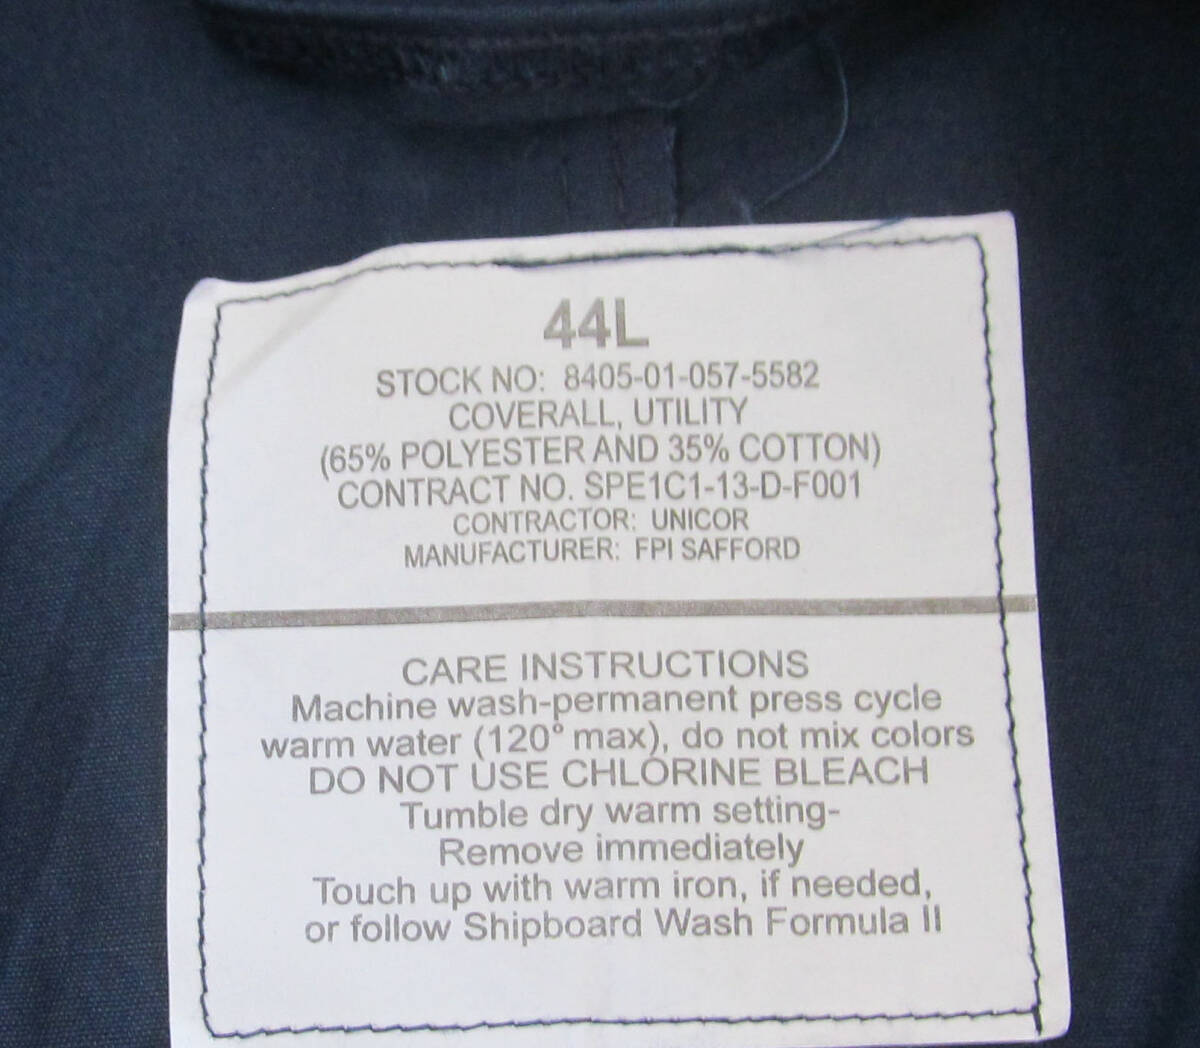 44L
STOCK NO: 8405-01-057-5582
COVERALL, UTILITY
(65% POLYESTER AND 35% COTTON)
CONTRACT NO. SPE1C1-13-D-F001
CONTRACTOR: UNICOR
MANUFACTURER: FPI SAFFORD
CARE INSTRUCTIONS
Machine wash-permanent press cycle
warm water (120° max), do not mix colors
DO NOT USE CHLORINE BLEACH
Tumble dry warm setting-
Remove immediately
Touch up with warm iron, if needed,
or follow Shipboard Wash Formula II